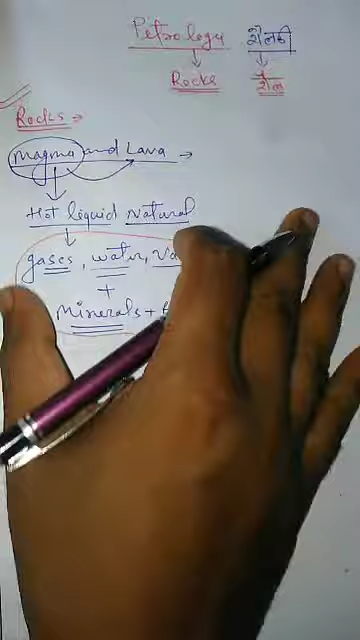 Petrology शैलकी
Rocks शैल
Rocks →
Magma and Lava →
Hot liquid Natural
gases, water,
+
Minerals +